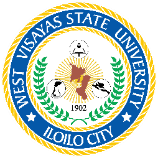 WEST VISAYAS STATE UNIVERSITY
1902
ILOILO CITY